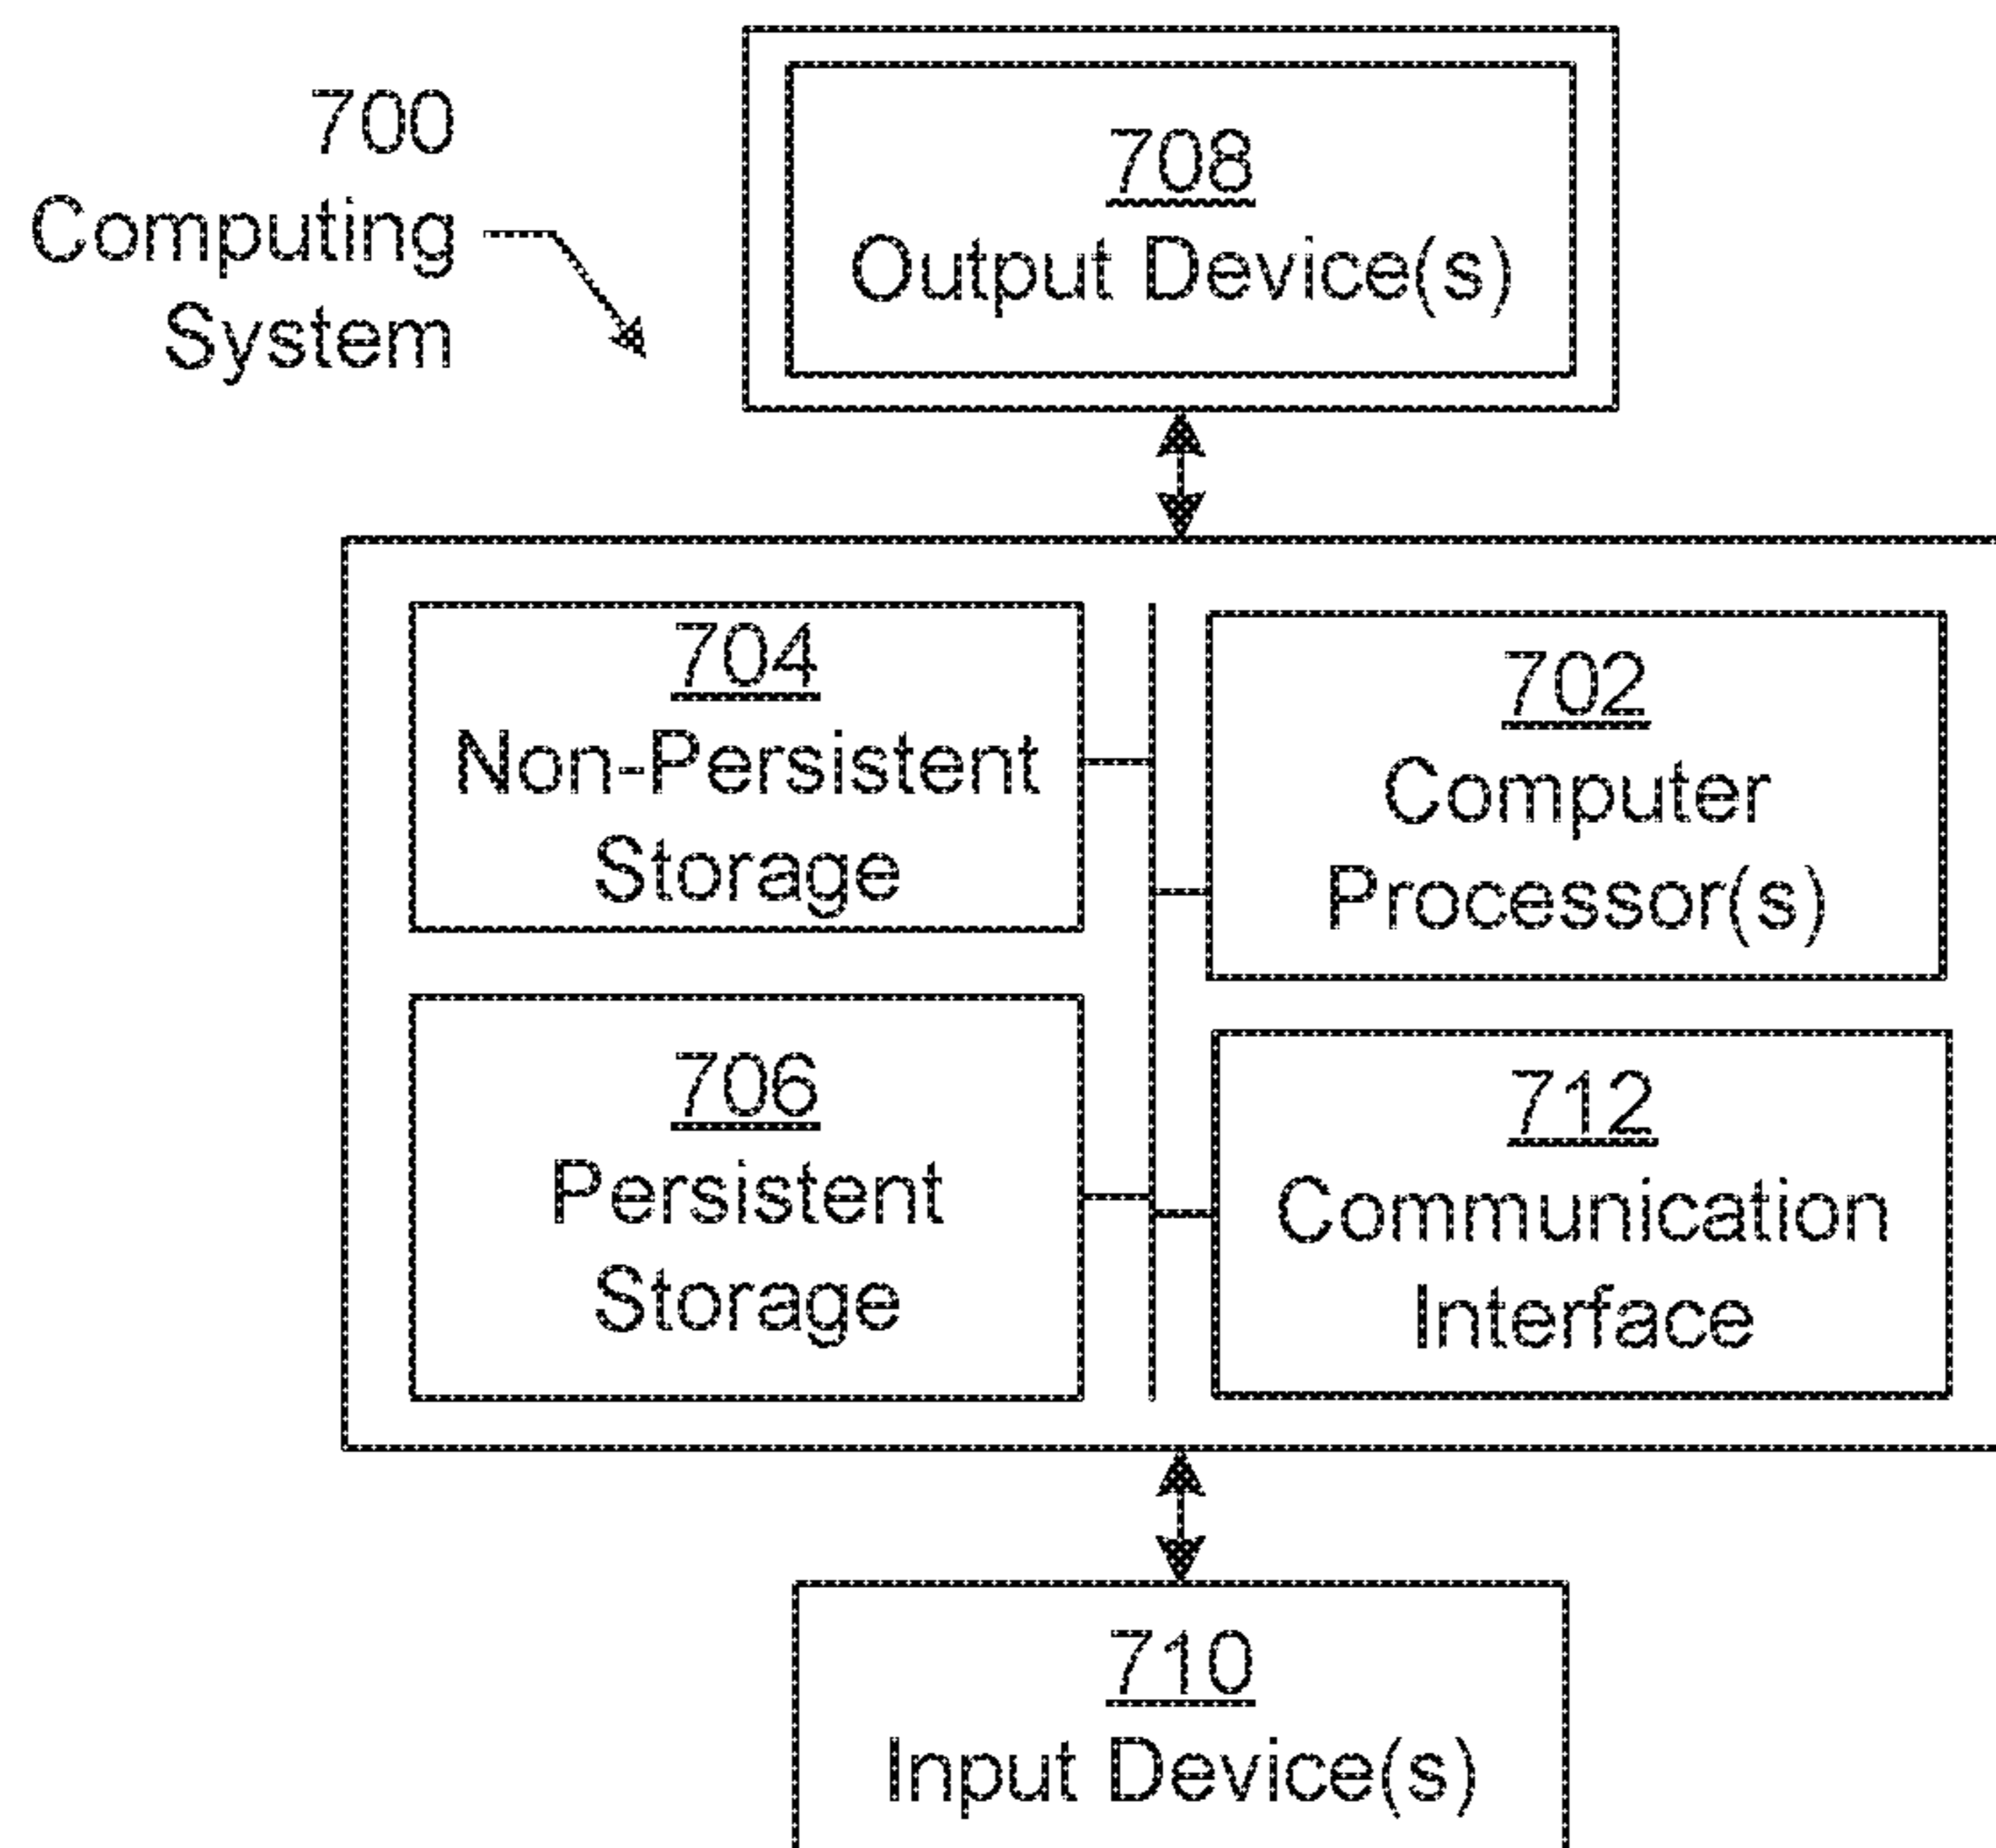 700
Computing
System
708
Output Device(s)
704
Non-Persistent
Storage
702
Computer
Processor(s)
706
Persistent
Storage
712
Communication
Interface
710
Input Device(s)